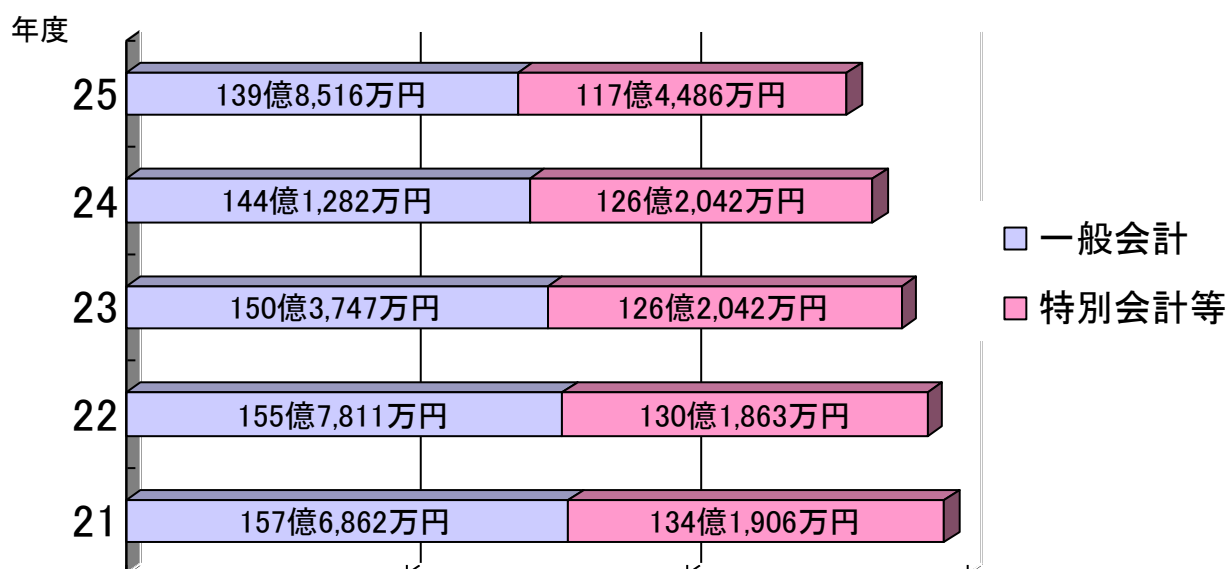 年度
25 139億8,516万円 117億4,486万円
24 144億1,282万円 126億2,042万円
23 150億3,747万円 126億2,042万円
22 155億7,811万円 130億1,863万円
21 157億6,862万円 134億1,906万円
一般会計
特別会計等